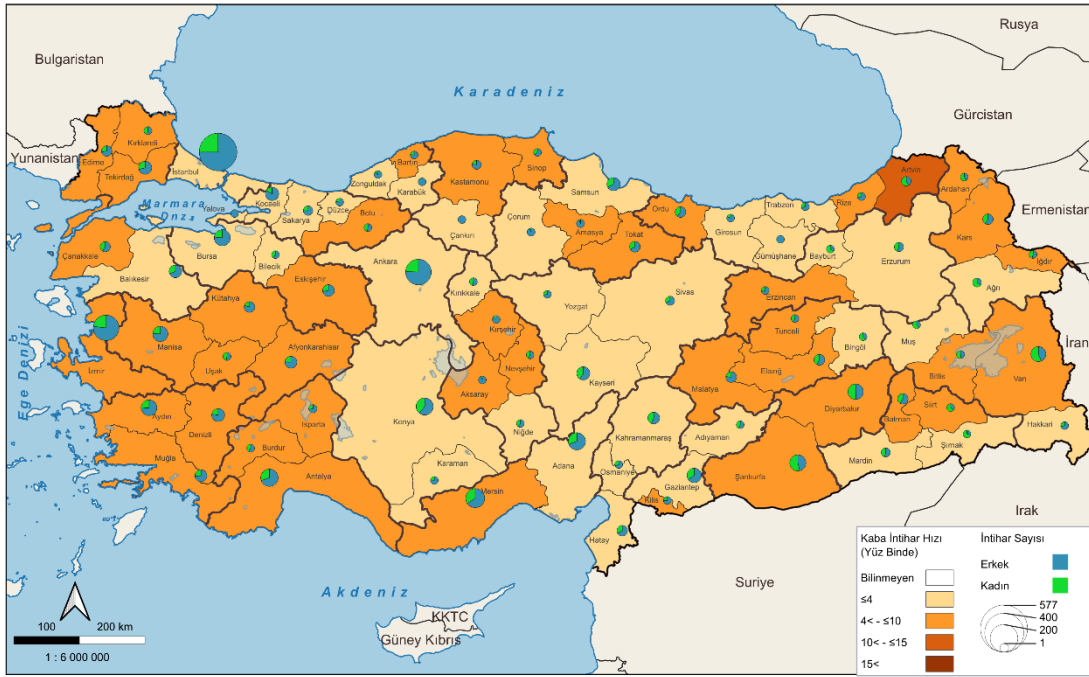 Rusya
Bulgaristan
Karadeniz
Gürcistan
Kırklareli
Edirne
Yunanistan
Tekirdağ
İstanbul
Marmara
Dnz
Yalova
Kocaeli
Sakarya
Düzce
Zonguldak
Bartın
Karabük
Kastamonu
Sinop
Samsun
Ordu
Giresun
Trabzon
Rize
Artvin
Ardahan
Kars
Ermenistan
Iğdır
Çanakkale
Balıkesir
Bursa
Bilecik
Bolu
Çankırı
Çorum
Amasya
Tokat
Gümüşhane
Bayburt
Erzurum
Ağrı
Eskişehir
Ankara
Kırıkkale
Yozgat
Sivas
Erzincan
Kütahya
Tunceli
Bingöl
Muş
İran
Manisa
Uşak
Afyonkarahisar
Kırşehir
Nevşehir
Kayseri
Malatya
Elazığ
Bitlis
Van
Ege Denizi
İzmir
Aksaray
Diyarbakır
Batman
Siirt
Aydın
Denizli
Isparta
Konya
Niğde
Kahramanmaraş
Adıyaman
Şırnak
Hakkari
Muğla
Burdur
Antalya
Karaman
Mersin
Adana
Osmaniye
Gaziantep
Kilis
Şanlıurfa
Mardin
Hatay
Irak
Suriye
Akdeniz
KKTC
Güney Kıbrıs
100 200 km
1 : 6 000 000
Kaba İntihar Hızı
(Yüz Binde)
Bilinmeyen
≤4
4< - ≤10
10< - ≤15
15<
İntihar Sayısı
Erkek
Kadın
577
400
200
1